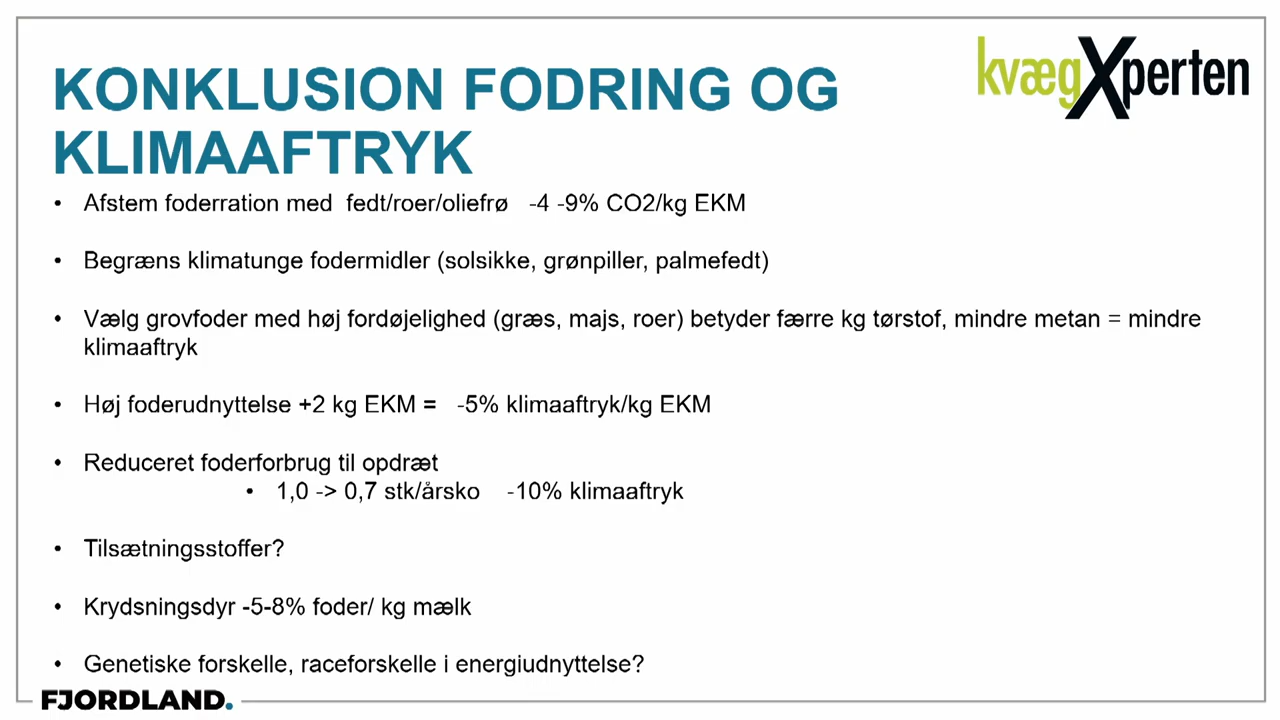 kvægXperten
KONKLUSION FODRING OG
KLIMAAFTRYK
• Afstem foderration med fedt/roer/oliefrø -4 -9% CO2/kg EKM
• Begræns klimatunge fodermidler (solsikke, grønpiller, palmefedt)
• Vælg grovfoder med høj fordøjelighed (græs, majs, roer) betyder færre kg tørstof, mindre metan = mindre
klimaaftryk
• Høj foderudnyttelse +2 kg EKM = -5% klimaaftryk/kg EKM
• Reduceret foderforbrug til opdræt
• 1,0 -> 0,7 stk/årsko -10% klimaaftryk
• Tilsætningsstoffer?
• Krydsningsdyr -5-8% foder/ kg mælk
• Genetiske forskelle, raceforskelle i energiudnyttelse?
FJORDLAND.